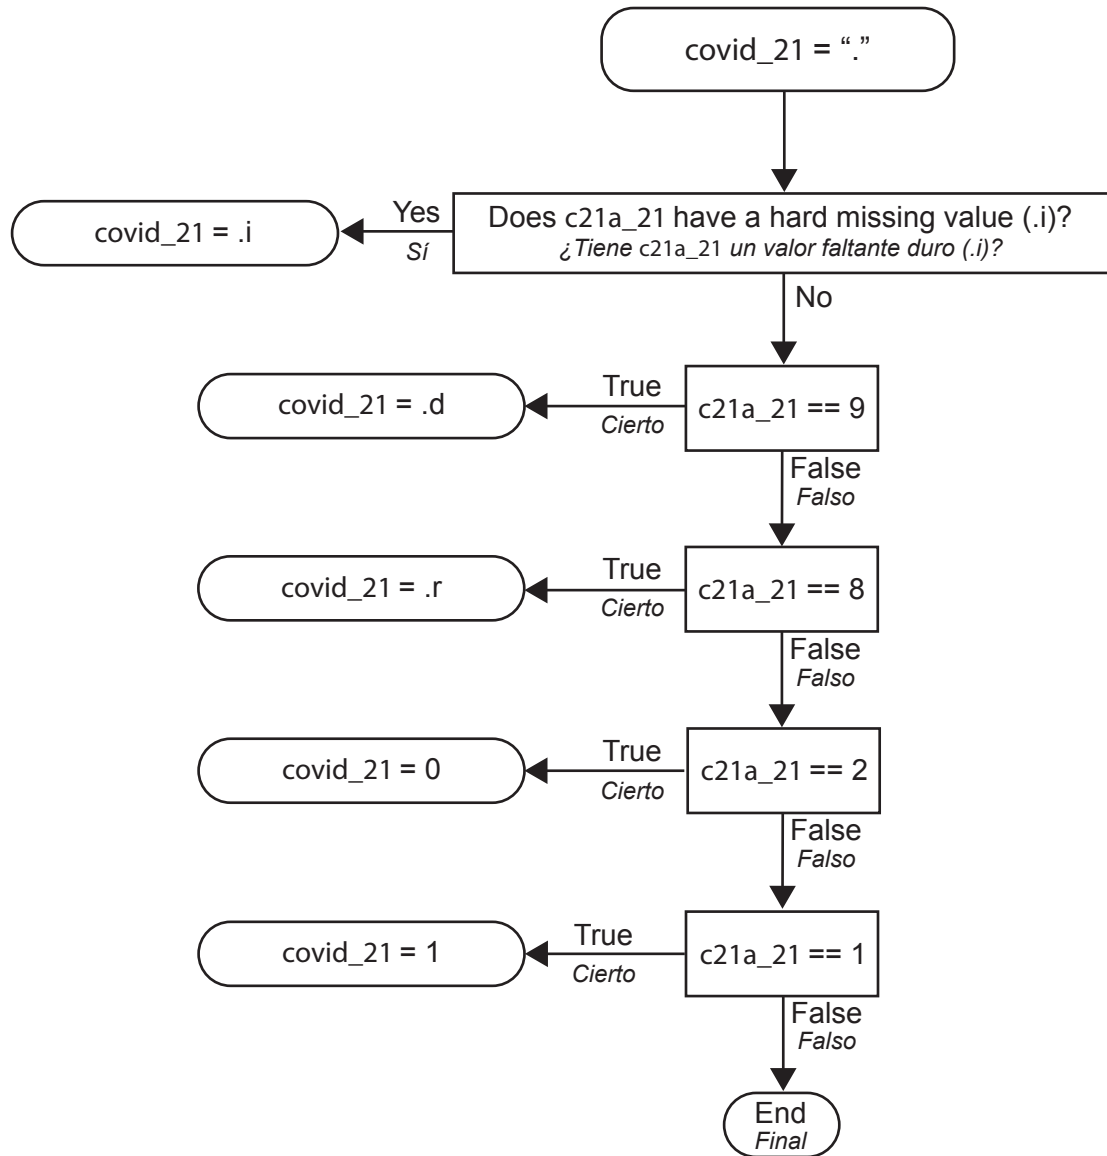 covid_21 = “.”
Does c21a_21 have a hard missing value (.i)?
¿Tiene c21a_21 un valor faltante duro (.i)?
Yes
Sí
covid_21 = .i
No
c21a_21 == 9
True
Cierto
covid_21 = .d
False
Falso
c21a_21 == 8
True
Cierto
covid_21 = .r
False
Falso
c21a_21 == 2
True
Cierto
covid_21 = 0
False
Falso
c21a_21 == 1
True
Cierto
covid_21 = 1
False
Falso
End
Final